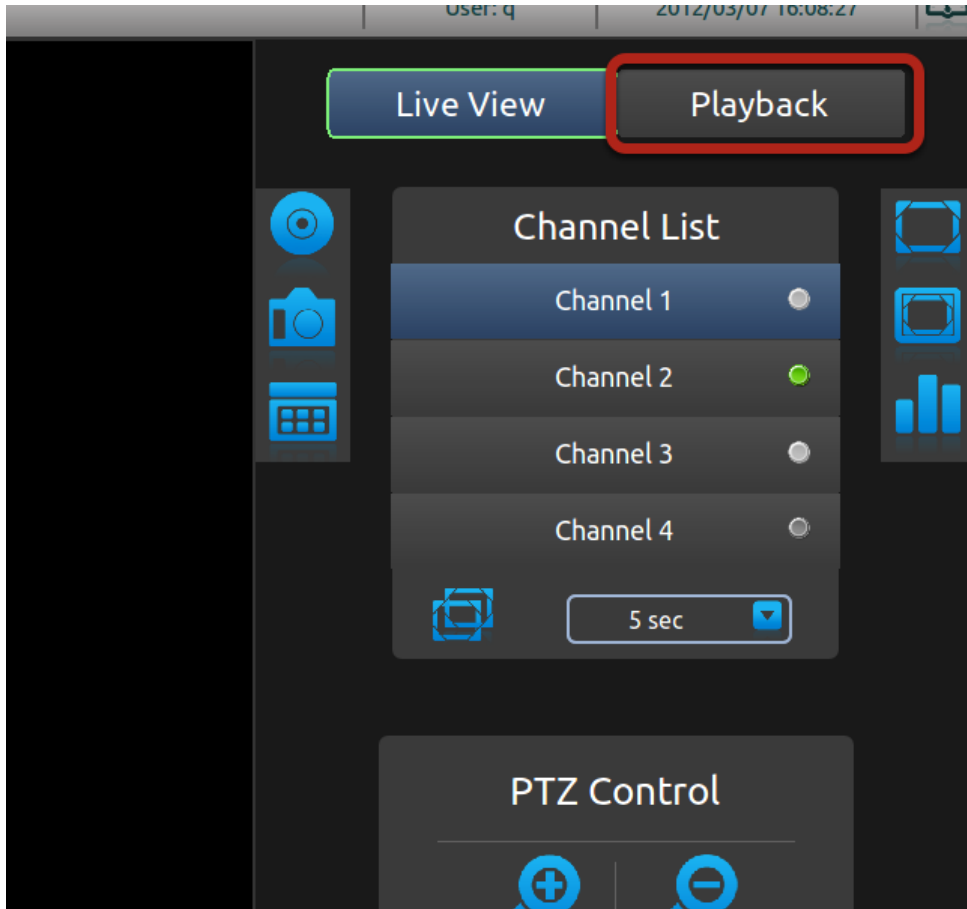 User: q 2012/03/07 16:08:27
Live View Playback
Channel List
Channel 1
Channel 2
Channel 3
Channel 4
5 sec
PTZ Control